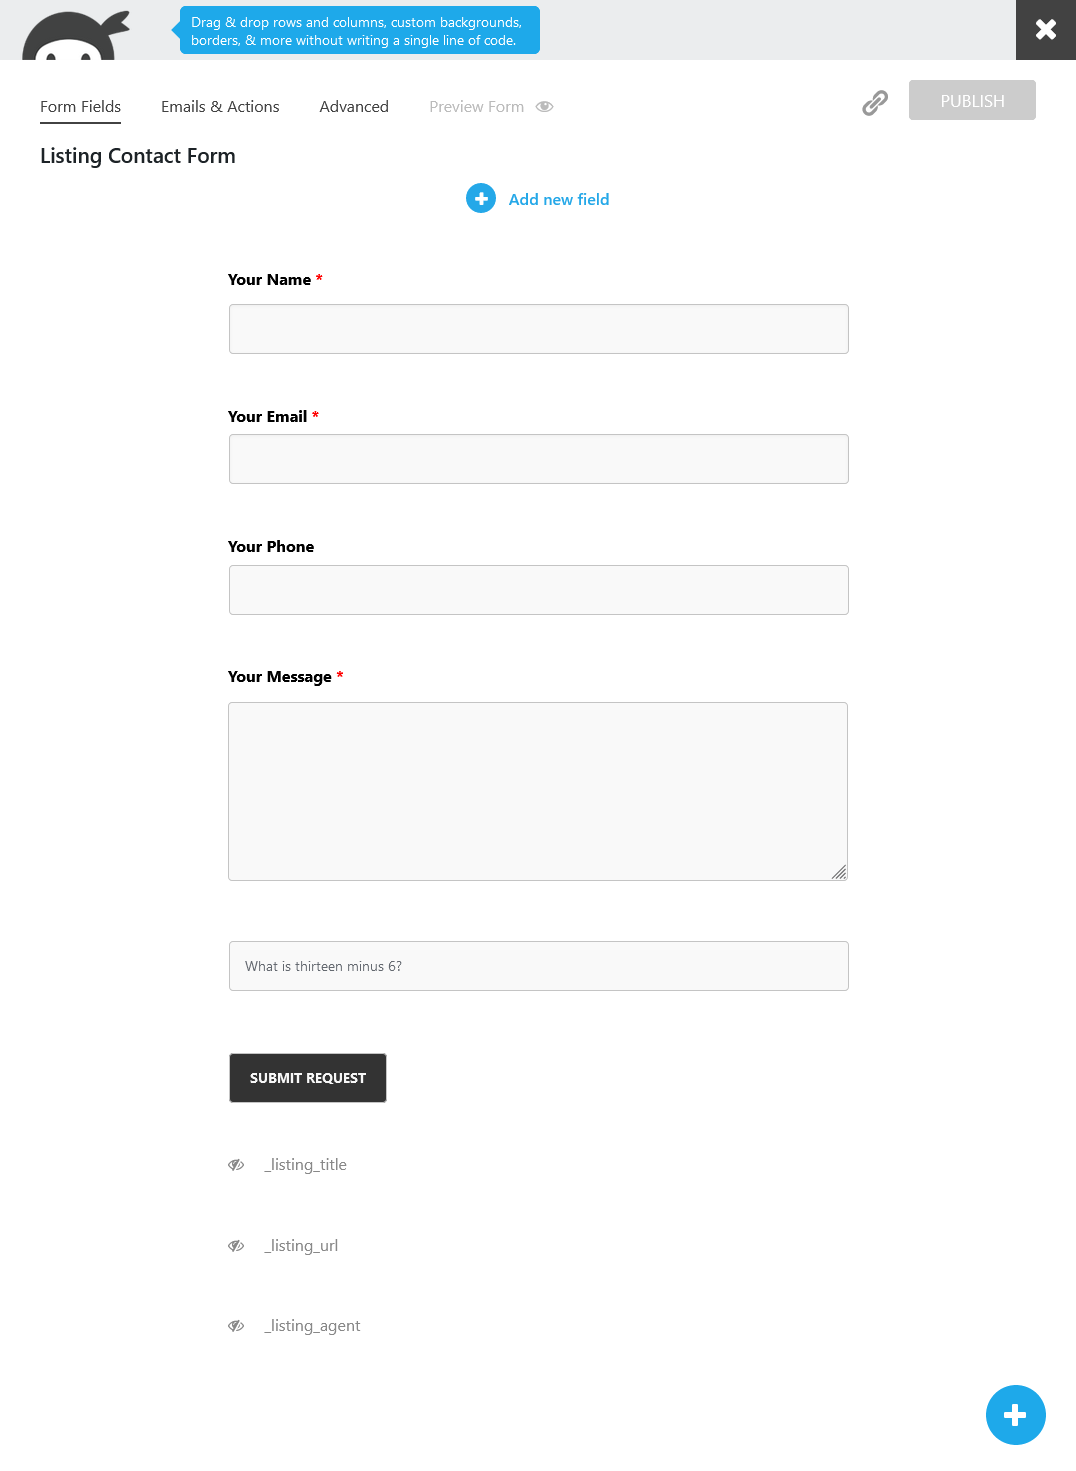 Drag & drop rows and columns, custom backgrounds,
borders, & more without writing a single line of code.
Form Fields Emails & Actions Advanced Preview Form PUBLISH
Listing Contact Form
Add new field
Your Name *
Your Email *
Your Phone
Your Message *
What is thirteen minus 6?
SUBMIT REQUEST
_listing_title
_listing_url
_listing_agent